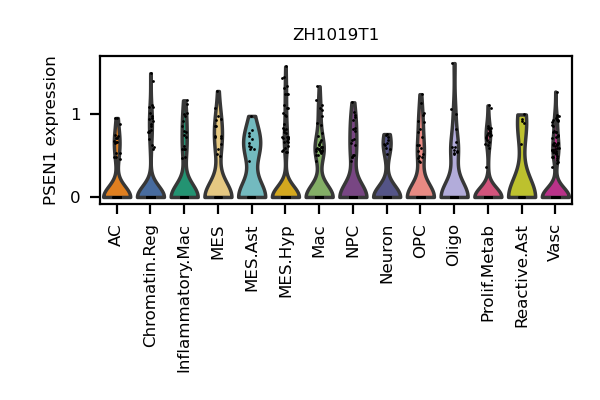 ZH1019T1
PSEN1 expression
1
0
AC
Chromatin.Reg
Inflammatory.Mac
MES
MES.Ast
MES.Hyp
Mac
NPC
Neuron
OPC
Oligo
Prolif.Metab
Reactive.Ast
Vasc